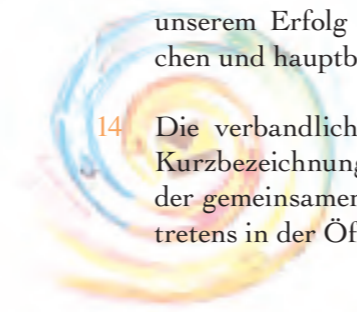 unserem Erfolg
chen und hauptb
14 Die verbandlich
Kurzbezeichnung
der gemeinsamen
tretens in der Öf